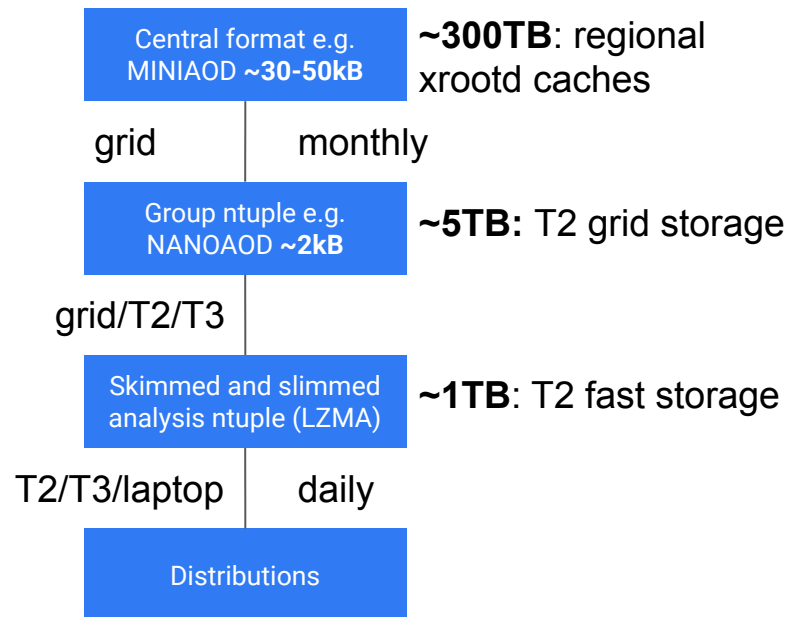 Central format e.g.
MINIAOD ~30-50kB
~300TB: regional
xrootd caches
grid
monthly
Group ntuple e.g.
NANOAOD ~2kB
~5TB: T2 grid storage
grid/T2/T3
Skimmed and slimmed
analysis ntuple (LZMA)
~1TB: T2 fast storage
T2/T3/laptop
daily
Distributions